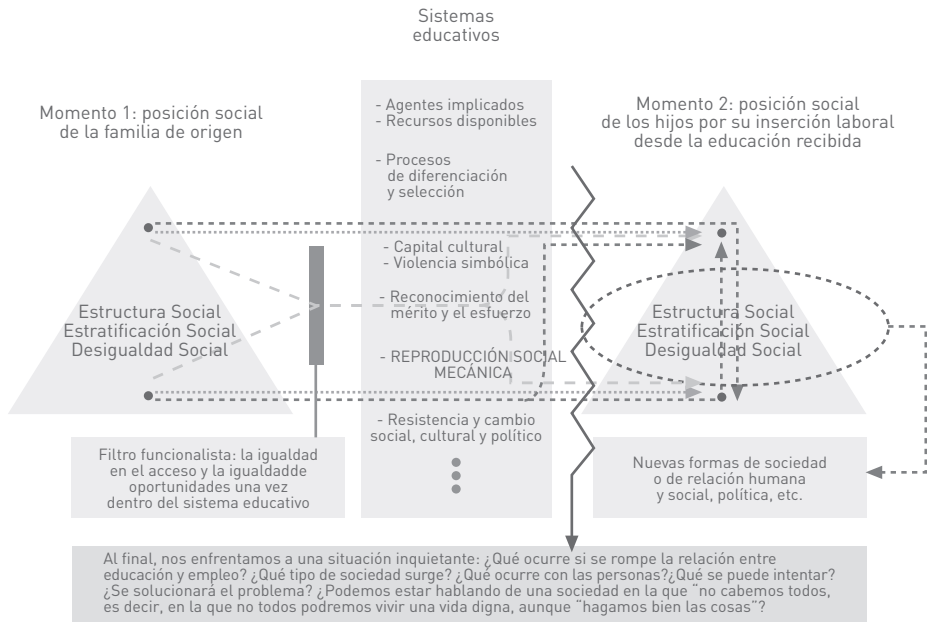 Sistemas
educativos
Momento 1: posición social
de la familia de origen
- Agentes implicados
- Recursos disponibles
- Procesos
de diferenciación
y selección
- Capital cultural
- Violencia simbólica
- Reconocimiento del
mérito y el esfuerzo
- REPRODUCCIÓN SOCIAL
MECÁNICA
- Resistencia y cambio
social, cultural y político
Momento 2: posición social
de los hijos por su inserción laboral
desde la educación recibida
Estructura Social
Estratificación Social
Desigualdad Social
Estructura Social
Estratificación Social
Desigualdad Social
Filtro funcionalista: la igualdad
en el acceso y la igualdadde
oportunidades una vez
dentro del sistema educativo
Nuevas formas de sociedad
o de relación humana
y social, política, etc.
Al final, nos enfrentamos a una situación inquietante: ¿Qué ocurre si se rompe la relación entre
educación y empleo? ¿Qué tipo de sociedad surge? ¿Qué ocurre con las personas?¿Qué se puede intentar?
¿Se solucionará el problema? ¿Podemos estar hablando de una sociedad en la que "no cabemos todos,
es decir, en la que no todos podremos vivir una vida digna, aunque "hagamos bien las cosas"?